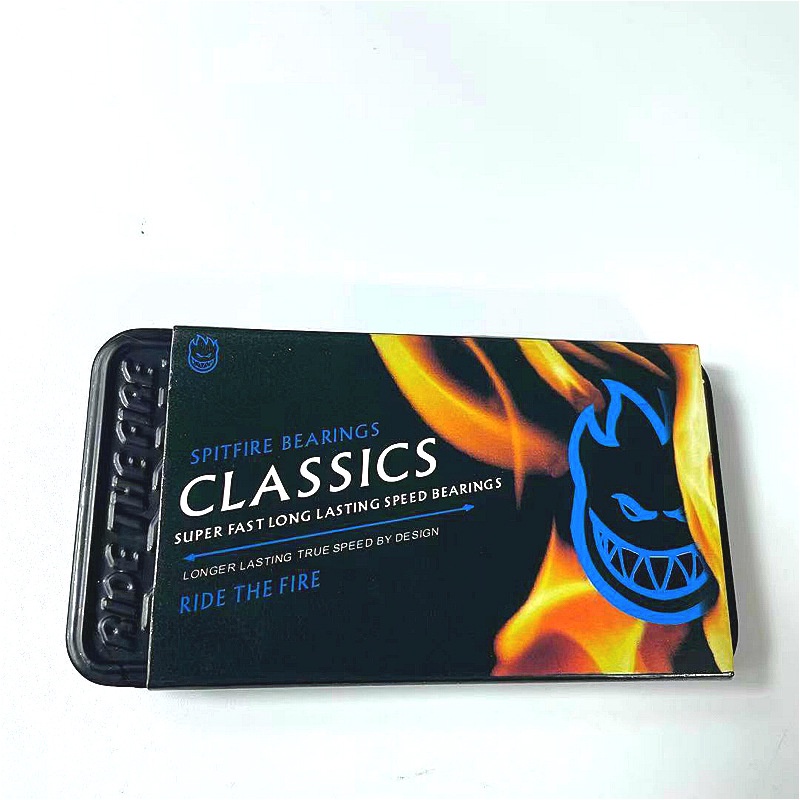 RIDE THE FIRE
SPITFIRE BEARINGS
CLASSICS
SUPER FAST LONG LASTING SPEED BEARINGS
LONGER LASTING TRUE SPEED BY DESIGN
RIDE THE FIRE